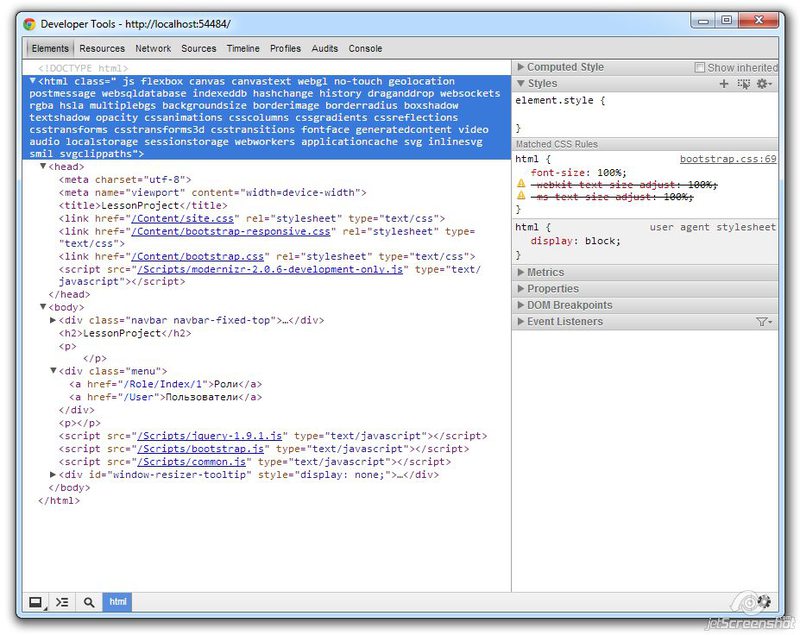 Developer Tools - http://localhost:54484/
Elements Resources Network Sources Timeline Profiles Audits Console
<!DOCTYPE html>
▼<html class=" js flexbox canvas canvastext webgl no-touch geolocation
postmessage websqldatabase indexeddb hashchange history draganddrop websockets
rgba hsla multiplebgs backgroundsize borderimage borderradius boxshadow
textshadow opacity cssanimations csscolumns cssgradients cssreflections
csstransforms csstransforms3d csstransitions fontface generatedcontent video
audio localstorage sessionstorage webworkers applicationcache svg inlinesvg
smil svgclippaths">
▼<head>
<meta charset="utf-8">
<meta name="viewport" content="width=device-width">
<title>LessonProject</title>
<link href="/Content/site.css" rel="stylesheet" type="text/css">
<link href="/Content/bootstrap-responsive.css" rel="stylesheet" type=
"text/css">
<link href="/Content/bootstrap.css" rel="stylesheet" type="text/css">
<script src="/Scripts/modernizr-2.0.6-development-only.js" type="text/
javascript"></script>
</head>
▼<body>
▶<div class="navbar navbar-fixed-top">…</div>
<h2>LessonProject</h2>
<p>
</p>
▼<div class="menu">
<a href="/Role/Index/1">Роли</a>
<a href="/User">Пользователи</a>
</div>
<p></p>
<script src="/Scripts/jquery-1.9.1.js" type="text/javascript"></script>
<script src="/Scripts/bootstrap.js" type="text/javascript"></script>
<script src="/Scripts/common.js" type="text/javascript"></script>
▶<div id="window-resizer-tooltip" style="display: none;">…</div>
</body>
</html>
▶ Computed Style Show inherited
▼ Styles
element.style {
}
Matched CSS Rules
html { bootstrap.css:69
font-size: 100%;
-webkit-text-size-adjust: 100%;
-ms-text-size-adjust: 100%;
}
html { user agent stylesheet
display: block;
}
▶ Metrics
▶ Properties
▶ DOM Breakpoints
▶ Event Listeners
html
jetScreenshot